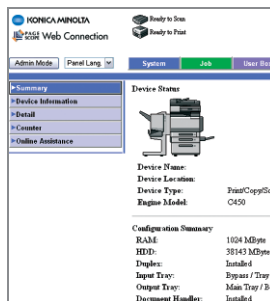 KONICA MINOLTA
Ready to Scan
PAGE SCOPE Web Connection
Ready to Print
Admin Mode
Panel Lang.
System
Job
User
Summary
Device Status
Device Information
Detail
Counter
Online Assistance
Device Name:
Device Location:
Device Type: Print/Copy/
Engine Model: C450
Configuration Summary
RAM: 1024 MByte
HDD: 38143 MByte
Duplex: Installed
Input Tray: Bypass / Tray
Output Tray: Main Tray /
Document Handler: Installed